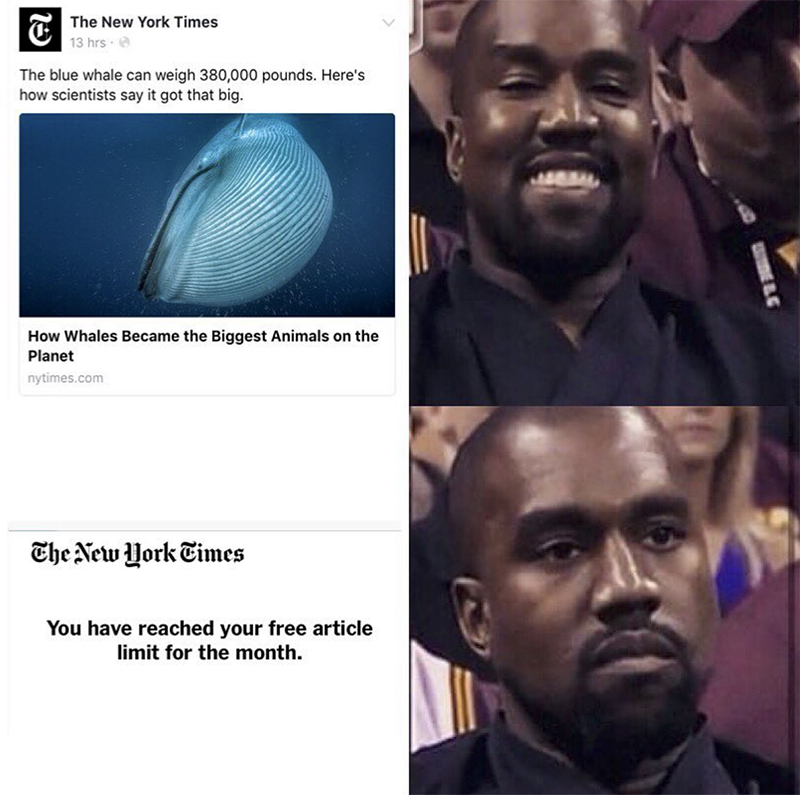 The New York Times
13 hrs ·
The blue whale can weigh 380,000 pounds. Here's
how scientists say it got that big.
How Whales Became the Biggest Animals on the
Planet
nytimes.com
The New York Times
You have reached your free article
limit for the month.